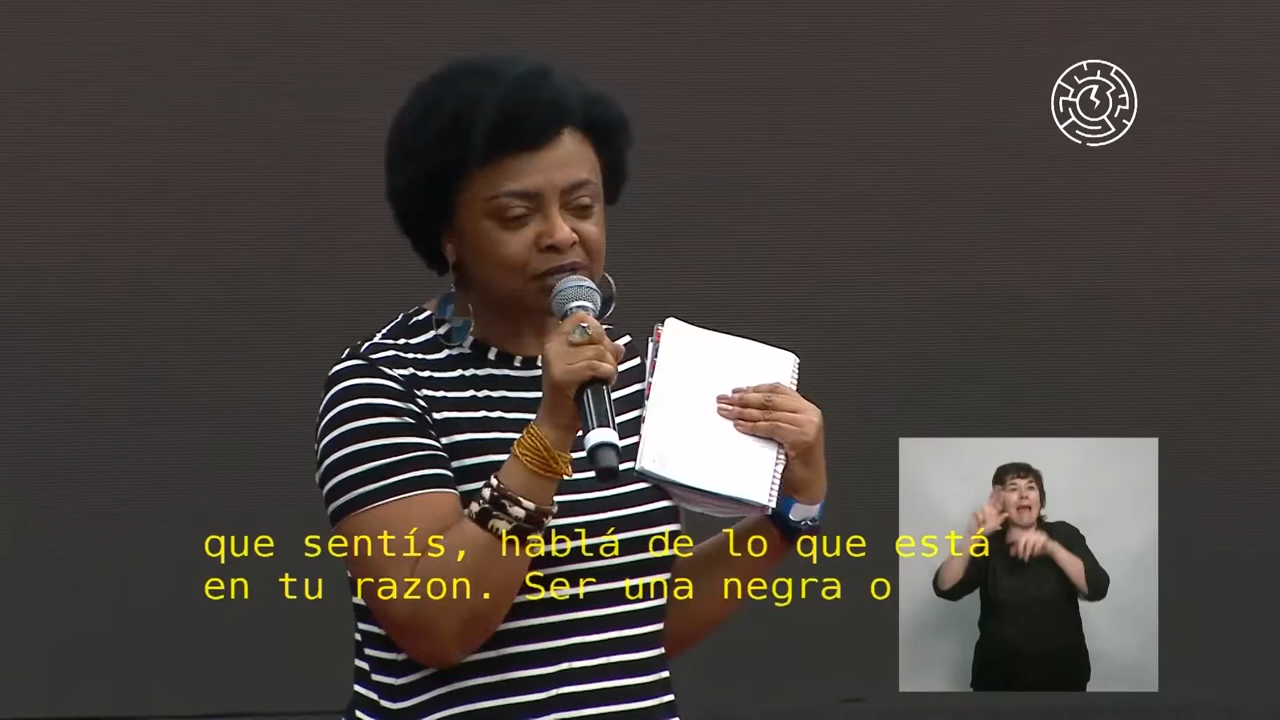 que sentís, hablá de lo que está
en tu razon. Ser una negra o